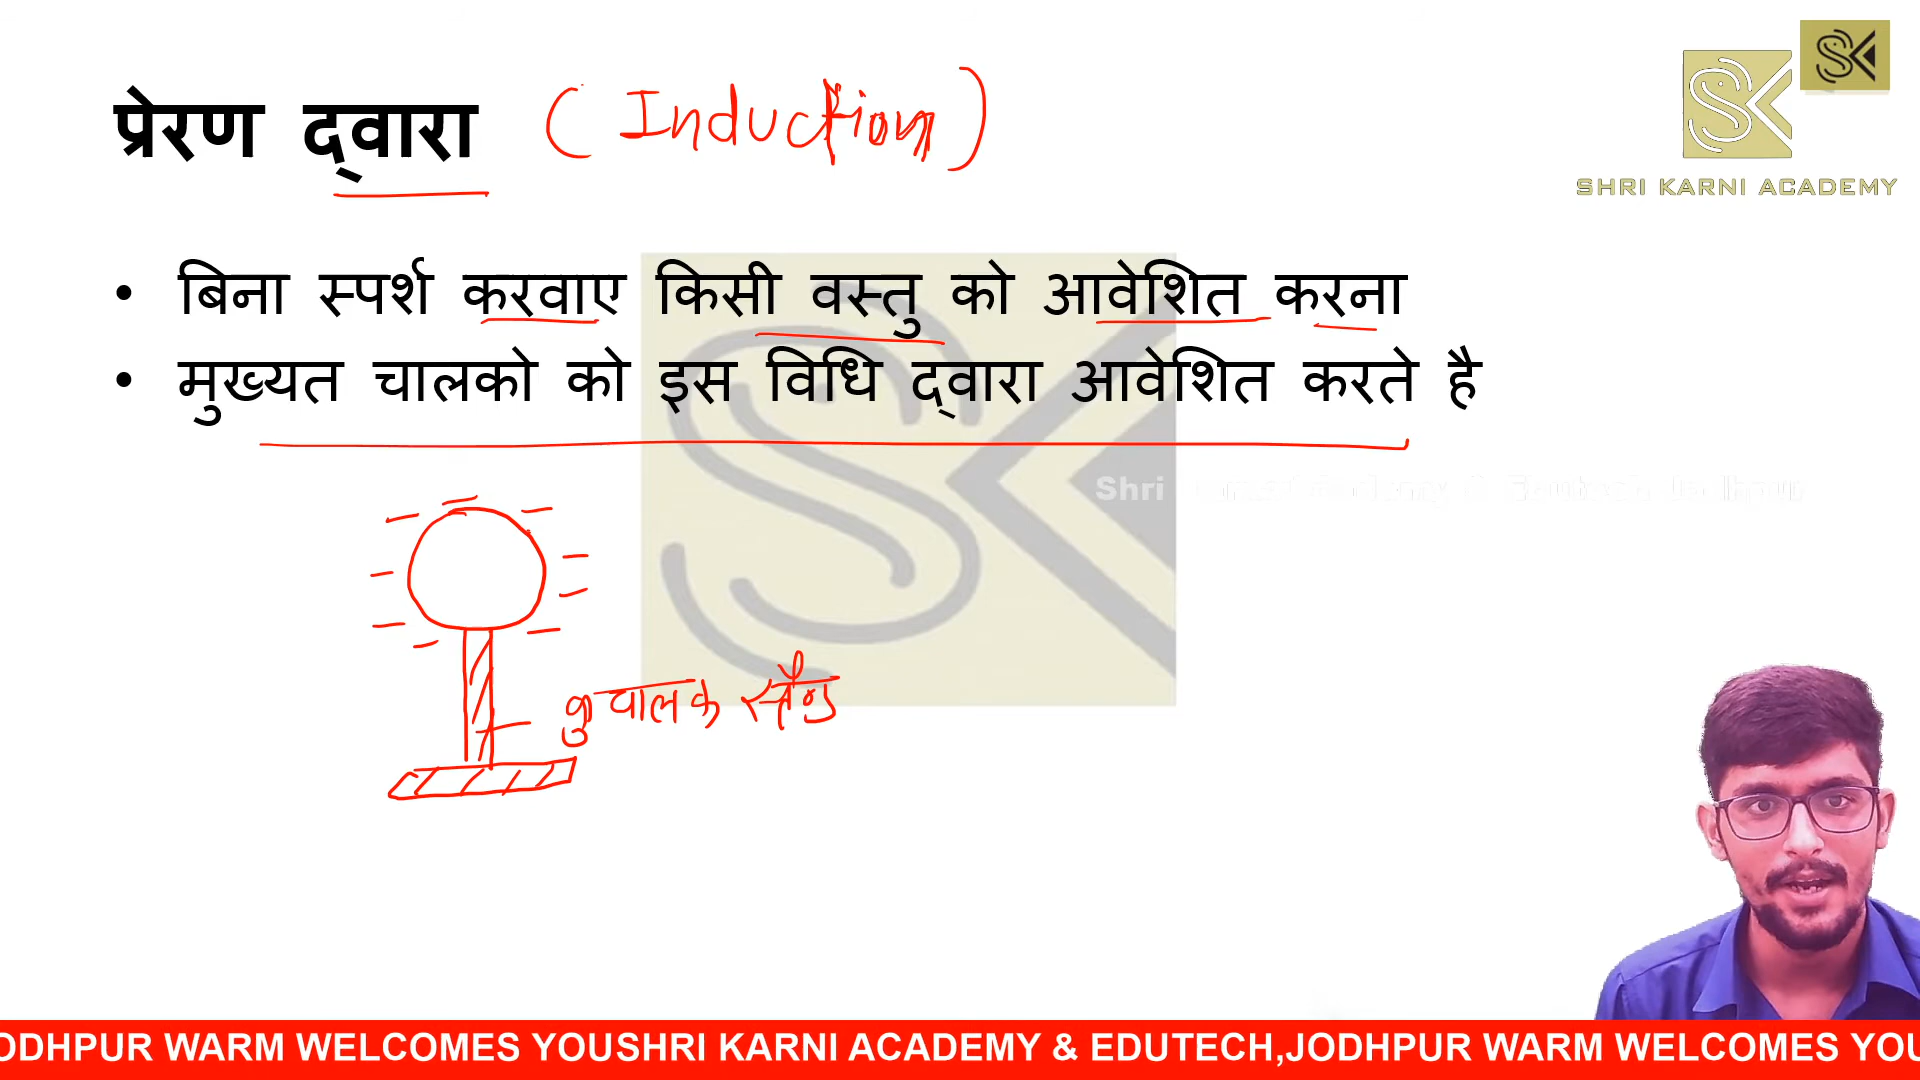 प्रेरण द्वारा (Induction)
SHRI KARNI ACADEMY
• बिना स्पर्श करवाए किसी वस्तु को आवेशित करना
• मुख्यत चालको को इस विधि द्वारा आवेशित करते है
Shri
कुचालक स्टैण्ड
ODHPUR WARM WELCOMES YOUSHRI KARNI ACADEMY & EDUTECH,JODHPUR WARM WELCOMES YOU